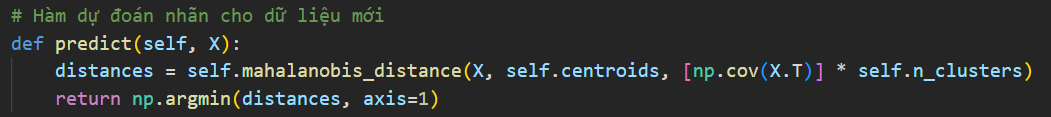 # Hàm dự đoán nhãn cho dữ liệu mới
def predict(self, X):
    distances = self.mahalanobis_distance(X, self.centroids, [np.cov(X.T)] * self.n_clusters)
    return np.argmin(distances, axis=1)